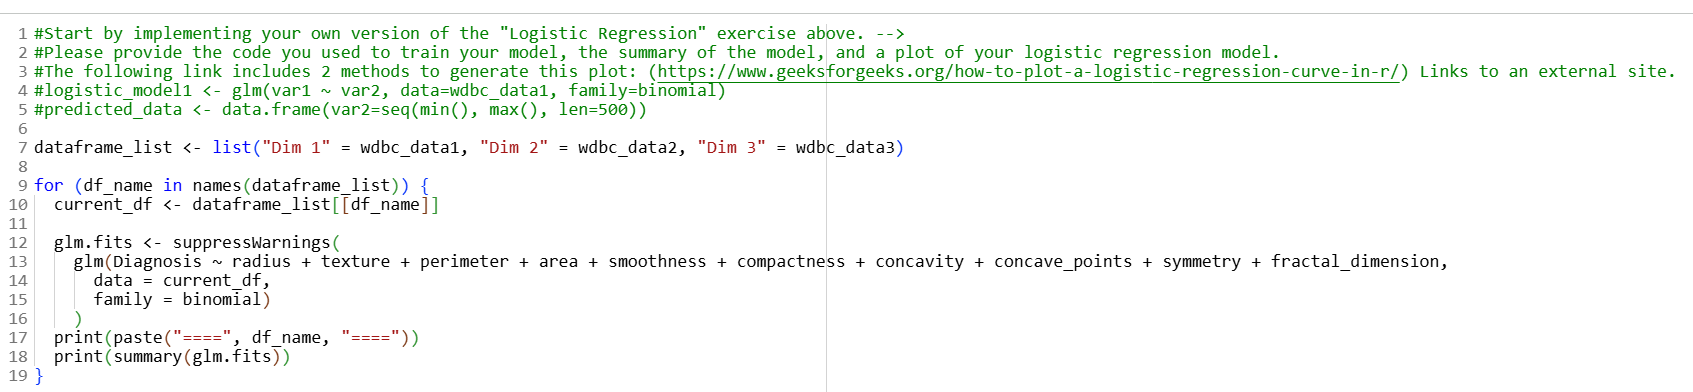 1 #Start by implementing your own version of the "Logistic Regression" exercise above. -->
2 #Please provide the code you used to train your model, the summary of the model, and a plot of your logistic regression model.
3 #The following link includes 2 methods to generate this plot: (https://www.geeksforgeeks.org/how-to-plot-a-logistic-regression-curve-in-r/) Links to an external site.
4 #logistic_model1 <- glm(var1 ~ var2, data=wdbc_data1, family=binomial)
5 #predicted_data <- data.frame(var2=seq(min(), max(), len=500))
6
7 dataframe_list <- list("Dim 1" = wdbc_data1, "Dim 2" = wdbc_data2, "Dim 3" = wdbc_data3)
8
9 for (df_name in names(dataframe_list)) {
10   current_df <- dataframe_list[[df_name]]
11
12   glm.fits <- suppressWarnings(
13     glm(Diagnosis ~ radius + texture + perimeter + area + smoothness + compactness + concavity + concave_points + symmetry + fractal_dimension,
14       data = current_df,
15       family = binomial)
16     )
17   print(paste("====", df_name, "===="))
18   print(summary(glm.fits))
19 }